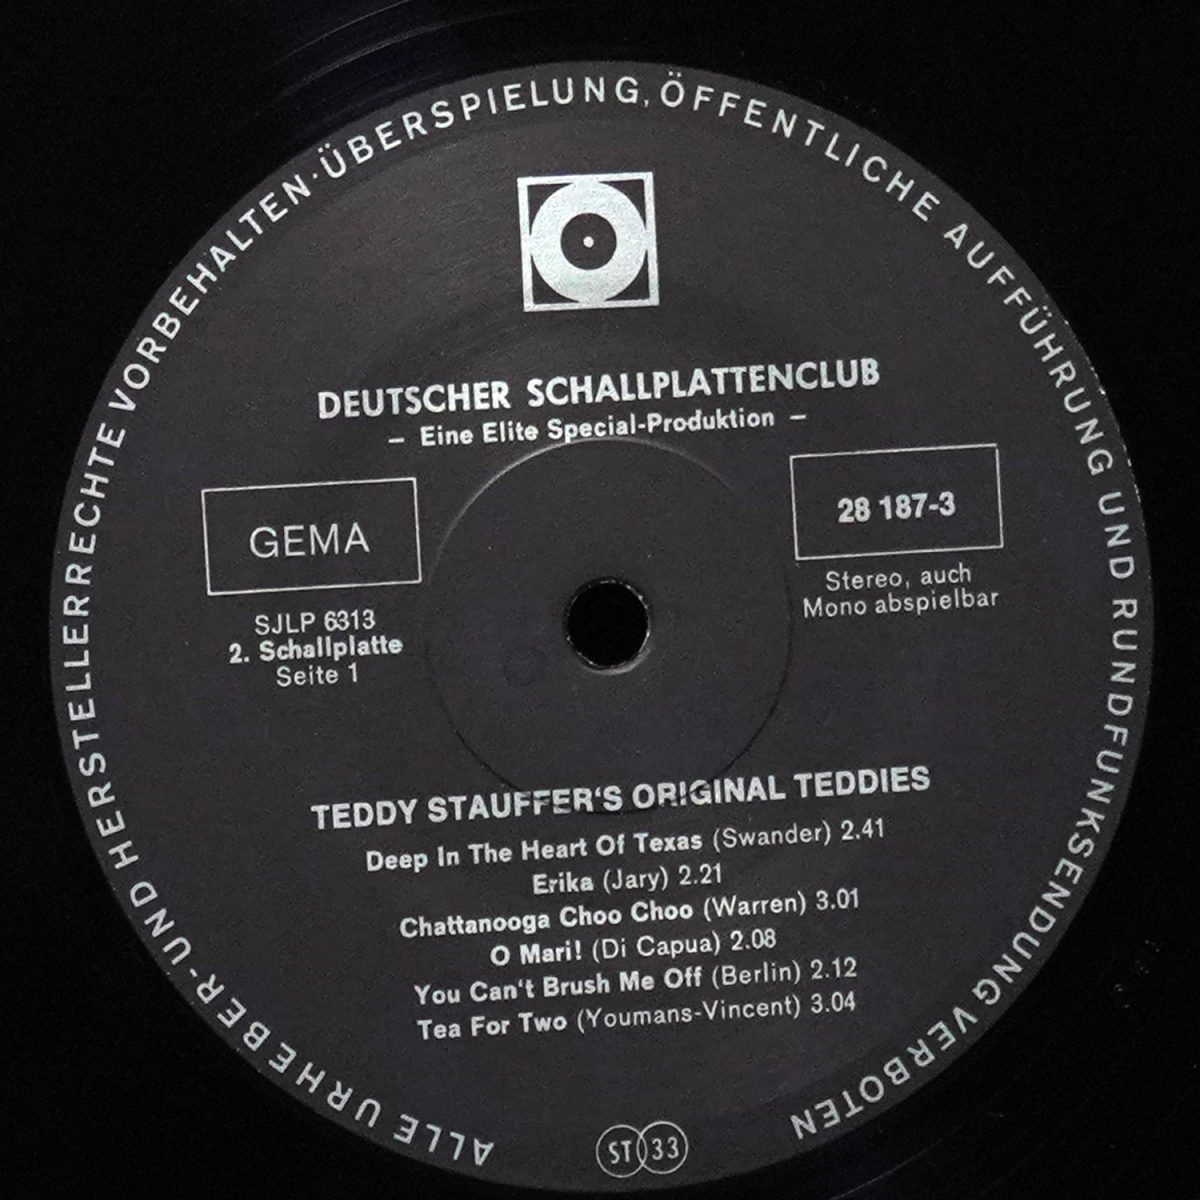 ALLE URHEBER- UND HERSTELLERRECHTE VORBEHALTEN · ÜBERSPIELUNG, ÖFFENTLICHE AUFFÜHRUNG UND RUNDFUNKSENDUNG VERBOTEN
DEUTSCHER SCHALLPLATTENCLUB
– Eine Elite Special-Produktion –
GEMA
SJLP 6313
2. Schallplatte
Seite 1
28 187-3
Stereo, auch
Mono abspielbar
TEDDY STAUFFER'S ORIGINAL TEDDIES
Deep In The Heart Of Texas (Swander) 2.41
Erika (Jary) 2.21
Chattanooga Choo Choo (Warren) 3.01
O Mari! (Di Capua) 2.08
You Can't Brush Me Off (Berlin) 2.12
Tea For Two (Youmans-Vincent) 3.04
ST 33